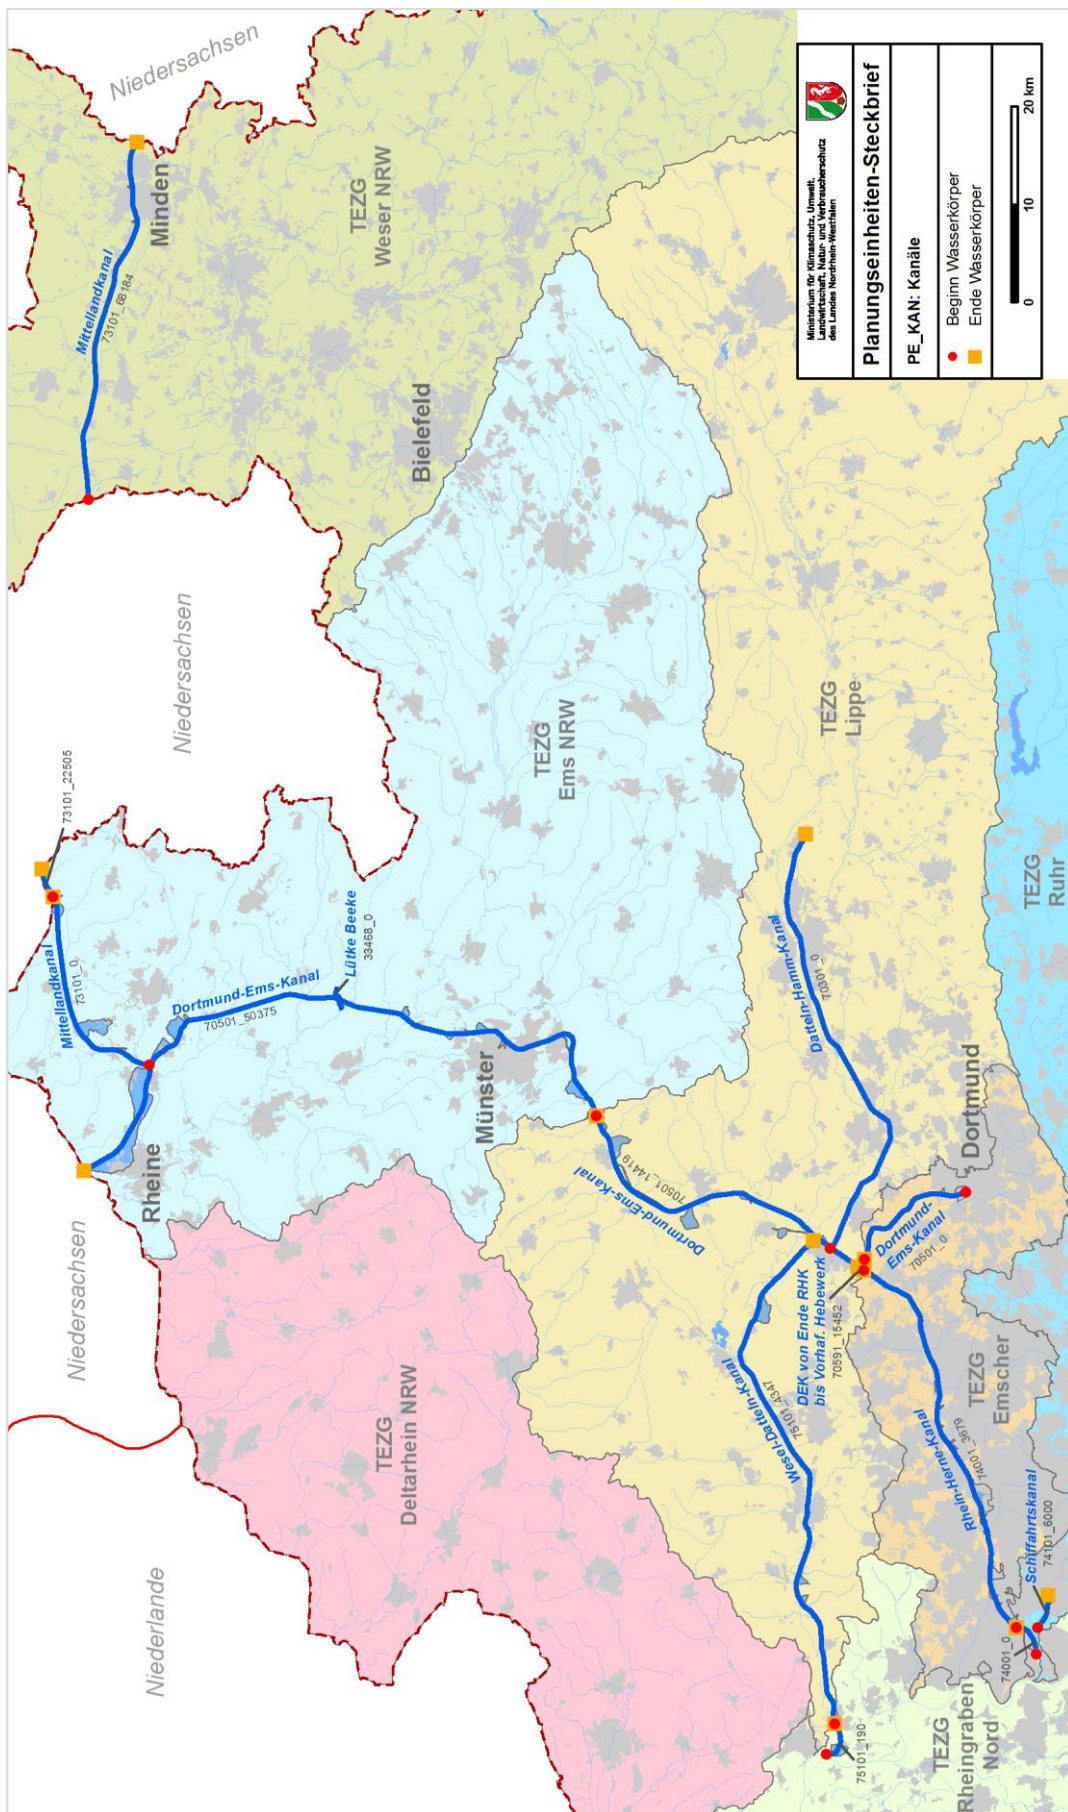 Niedersachsen
Mittellandkanal
73101_68184
Minden
TEZG
Weser NRW
Bielefeld
Niedersachsen
73101_22505
Mittellandkanal
73101_0
Dortmund-Ems-Kanal
70501_50375
Lütke Beeke
33468_0
TEZG
Ems NRW
Rheine
Münster
Niedersachsen
Niederlande
TEZG
Deltarhein NRW
Dortmund-Ems-Kanal
70501_14419
TEZG
Lippe
Datteln-Hamm-Kanal
70301_0
TEZG
Ruhr
Dortmund
Dortmund-
Ems-Kanal
70501_0
DEK von Ende RHK
bis Vorhaf. Hebewerk
70591_15452
Wesel-Datteln-Kanal
75101_4347
75101_190
TEZG
Emscher
Rhein-Herne-Kanal
74001_3679
Schiffahrtskanal
74101_6000
74001_0
TEZG
Rheingraben
Nord
Ministerium für Klimaschutz, Umwelt,
Landwirtschaft, Natur- und Verbraucherschutz
des Landes Nordrhein-Westfalen
Planungseinheiten-Steckbrief
PE_KAN: Kanäle
Beginn Wasserkörper
Ende Wasserkörper
0 10 20 km